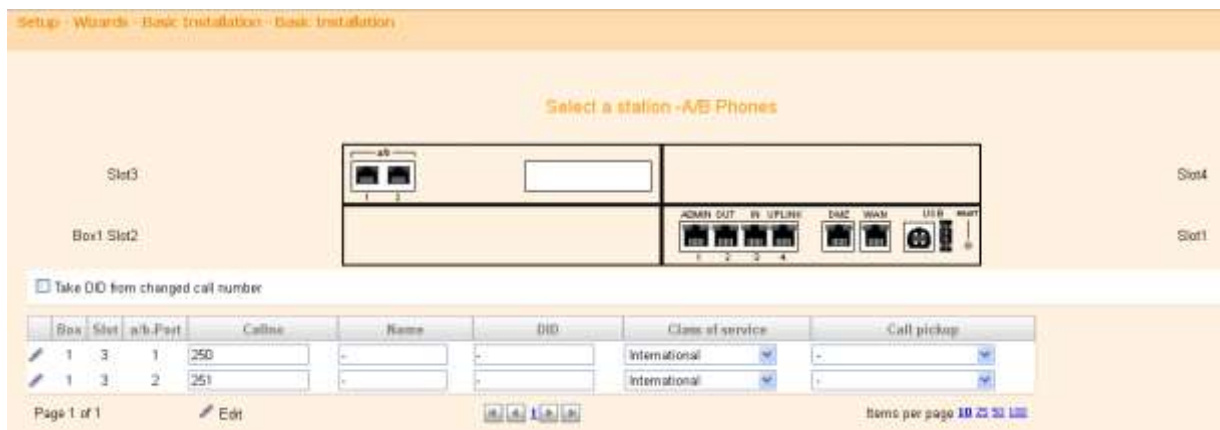 Setup - Wizards - Basic Installation - Basic Installation
Select a station -A/B Phones
Slot3
a/b
1 2
Slot4
Box1 Slot2
ADMIN OUT IN UPLINK DMZ WAN USB
1 2 3 4
Slot1
Take DID from changed call number
Box Slot a/b-Port Callno Name DID Class of service Call pickup
1 3 1 250 - - International -
1 3 2 251 - - International -
Page 1 of 1 Edit 1 Items per page 10 25 50 100